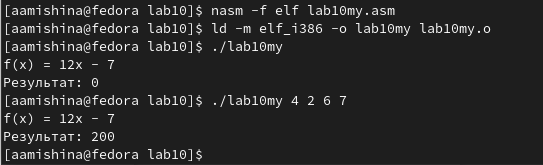 [aamishina@fedora lab10]$ nasm -f elf lab10my.asm
[aamishina@fedora lab10]$ ld -m elf_i386 -o lab10my lab10my.o
[aamishina@fedora lab10]$ ./lab10my
f(x) = 12x - 7
Результат: 0
[aamishina@fedora lab10]$ ./lab10my 4 2 6 7
f(x) = 12x - 7
Результат: 200
[aamishina@fedora lab10]$